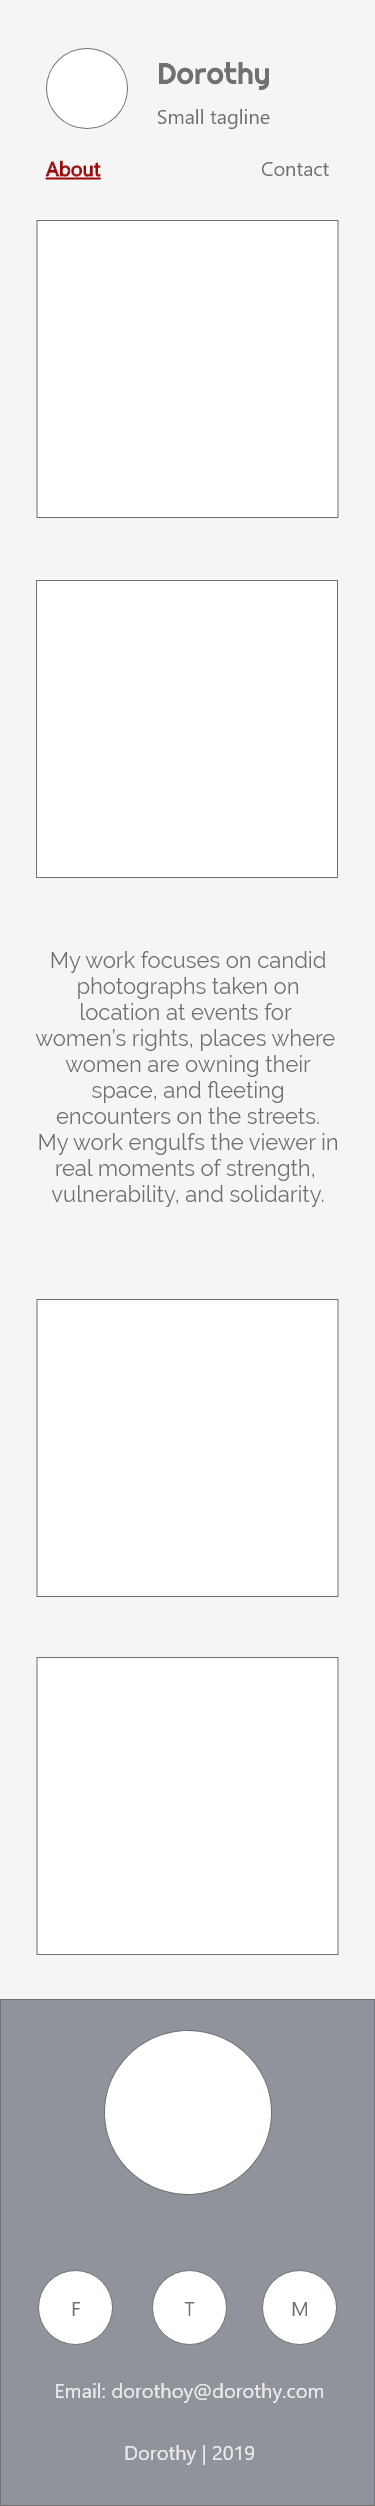 Dorothy
Small tagline
About Contact
My work focuses on candid
photographs taken on
location at events for
women's rights, places where
women are owning their
space, and fleeting
encounters on the streets.
My work engulfs the viewer in
real moments of strength,
vulnerability, and solidarity.
F T M
Email: dorothoy@dorothy.com
Dorothy | 2019